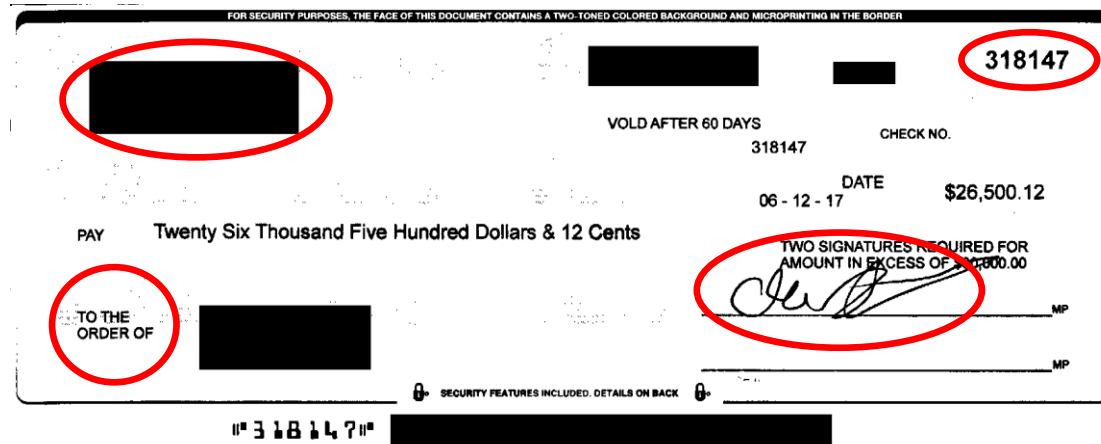 FOR SECURITY PURPOSES, THE FACE OF THIS DOCUMENT CONTAINS A TWO-TONED COLORED BACKGROUND AND MICROPRINTING IN THE BORDER
318147
VOLD AFTER 60 DAYS
CHECK NO.
318147
DATE
06 - 12 - 17
$26,500.12
PAY Twenty Six Thousand Five Hundred Dollars & 12 Cents
TWO SIGNATURES REQUIRED FOR
AMOUNT IN EXCESS OF
MP
TO THE
ORDER OF
MP
SECURITY FEATURES INCLUDED. DETAILS ON BACK
⑈318147⑈